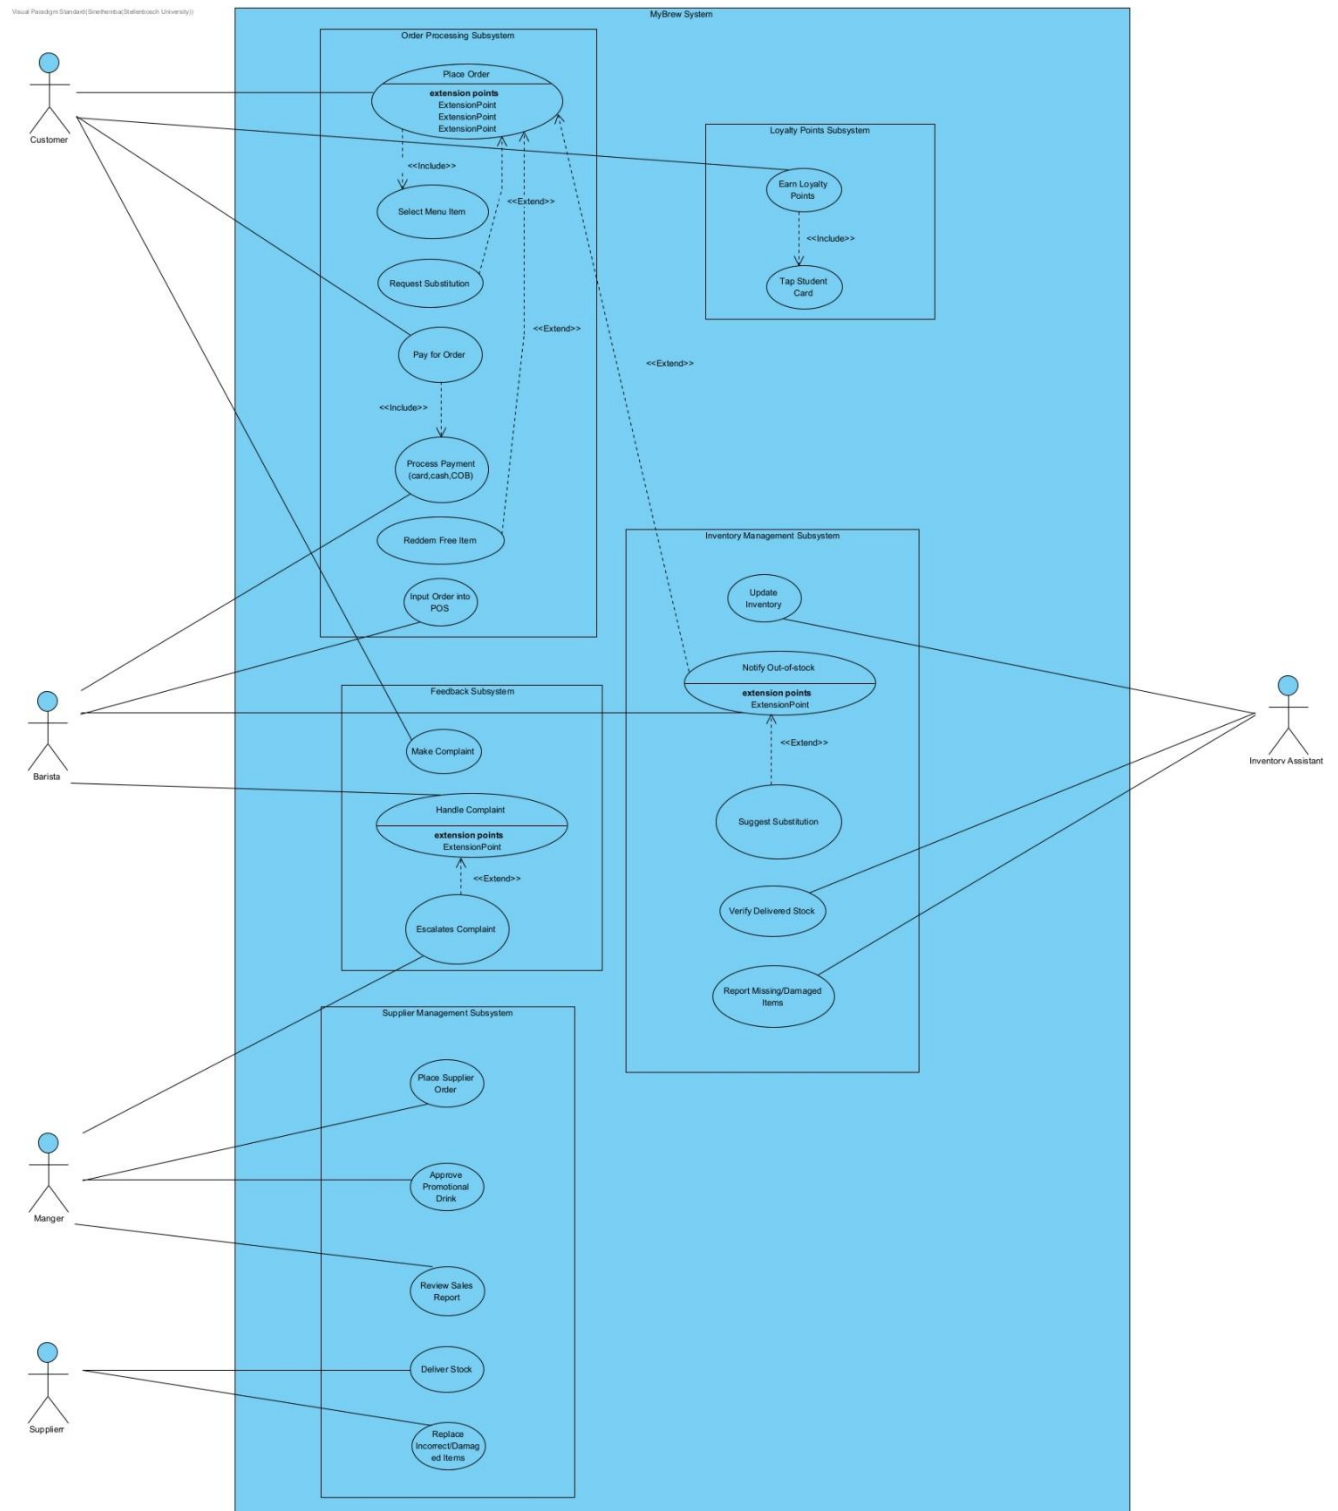 Visual Paradigm Standard(Sinethemba(Stellenbosch University))
MyBrew System
Order Processing Subsystem
Place Order
extension points
ExtensionPoint
ExtensionPoint
ExtensionPoint
Customer
<<Include>>
Select Menu Item
<<Extend>>
Request Substitution
<<Extend>>
Pay for Order
<<Include>>
Process Payment
(card,cash,COB)
Reddem Free Item
Input Order into
POS
Loyalty Points Subsystem
Earn Loyalty
Points
<<Include>>
Tap Student
Card
<<Extend>>
Inventory Management Subsystem
Update
Inventory
Notify Out-of-stock
extension points
ExtensionPoint
<<Extend>>
Suggest Substitution
Verify Delivered Stock
Report Missing/Damaged
Items
Inventory Assistant
Barista
Feedback Subsystem
Make Complaint
Handle Complaint
extension points
ExtensionPoint
<<Extend>>
Escalates Complaint
Supplier Management Subsystem
Place Supplier
Order
Approve
Promotional
Drink
Manger
Review Sales
Report
Deliver Stock
Supplierr
Replace
Incorrect/Damag
ed Items